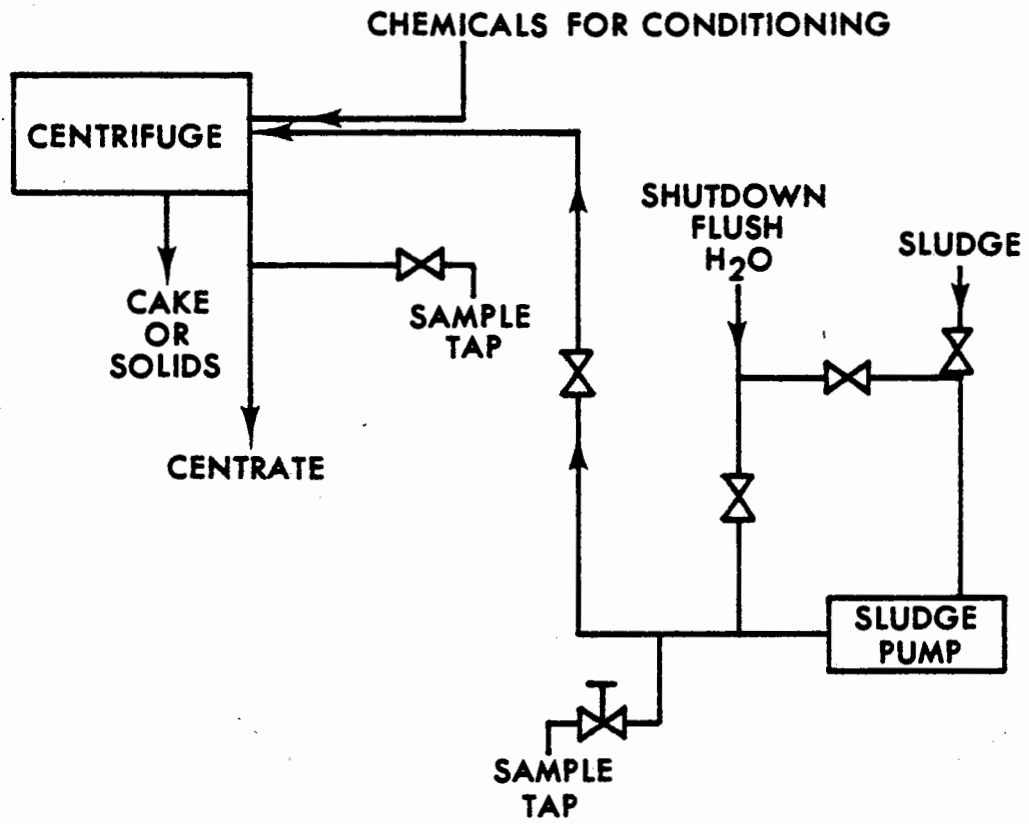 CHEMICALS FOR CONDITIONING
CENTRIFUGE
SHUTDOWN
FLUSH
H₂O
SLUDGE
CAKE
OR
SOLIDS
SAMPLE
TAP
CENTRATE
SLUDGE
PUMP
SAMPLE
TAP